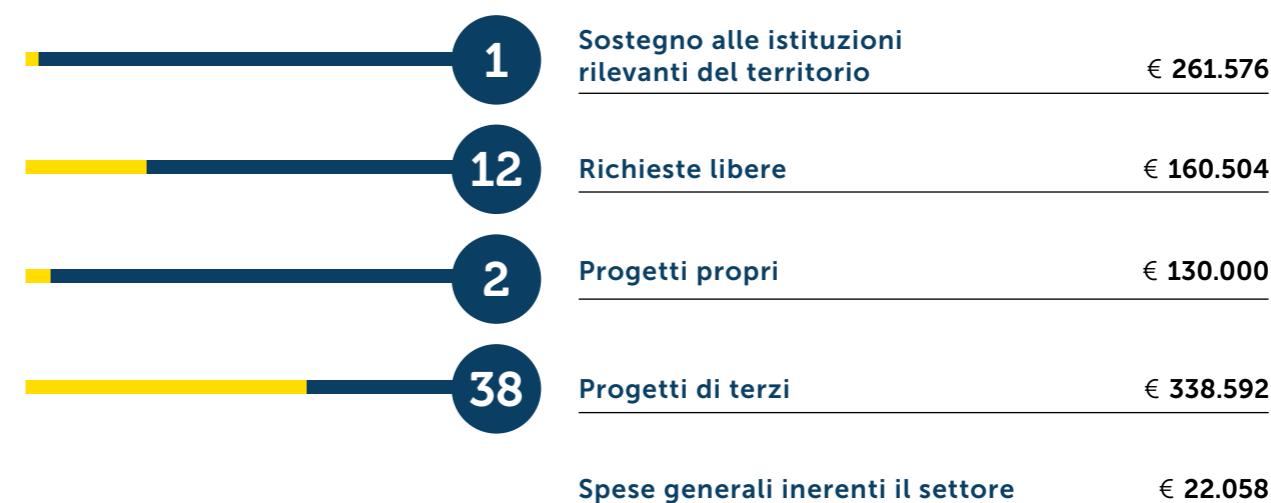 1
Sostegno alle istituzioni
rilevanti del territorio € 261.576
12 Richieste libere € 160.504
2 Progetti propri € 130.000
38 Progetti di terzi € 338.592
Spese generali inerenti il settore € 22.058